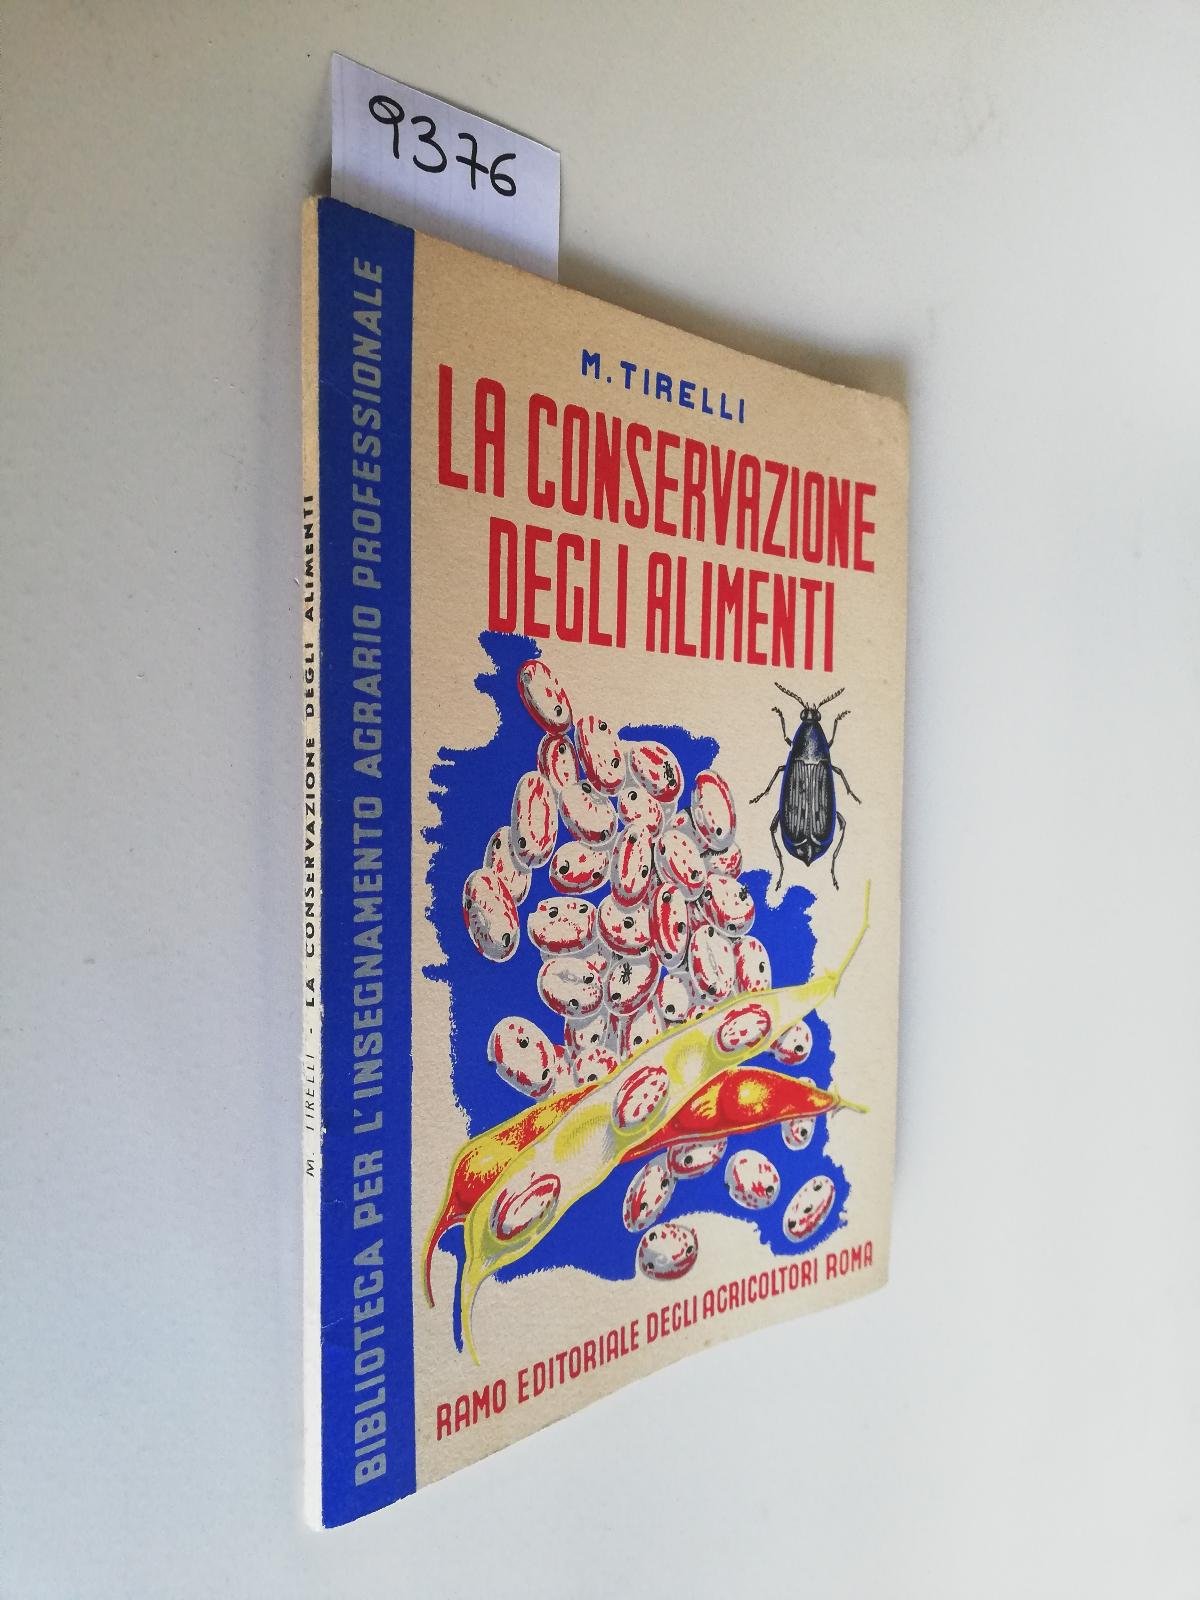 9376
M. TIRELLI
LA CONSERVAZIONE
DEGLI ALIMENTI
RAMO EDITORIALE DEGLI AGRICOLTORI ROMA
BIBLIOTECA PER L'INSEGNAMENTO AGRARIO PROFESSIONALE
M. TIRELLI - LA CONSERVAZIONE DEGLI ALIMENTI